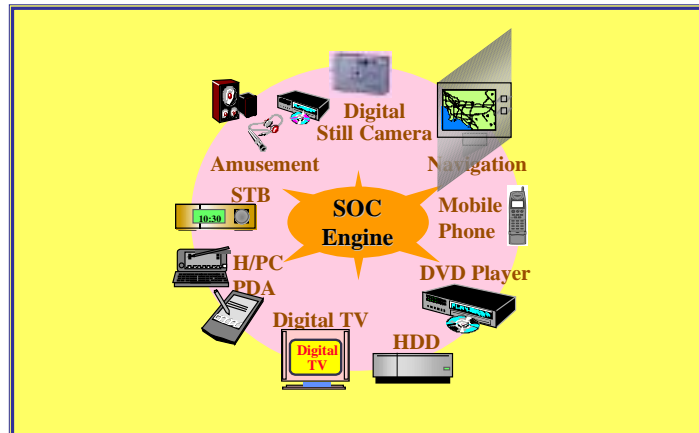 Digital
Still Camera
Amusement
Navigation
STB
10:30
SOC
Engine
Mobile
Phone
H/PC
PDA
DVD Player
Digital TV
HDD
Digital
TV